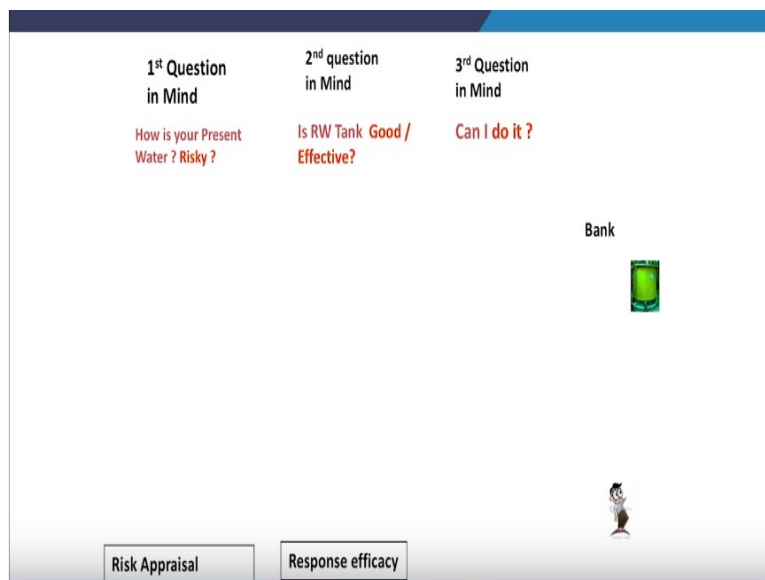 1st Question
in Mind
How is your Present
Water ? Risky ?
2nd question
in Mind
Is RW Tank Good /
Effective?
3rd Question
in Mind
Can I do it ?
Bank
Risk Appraisal
Response efficacy